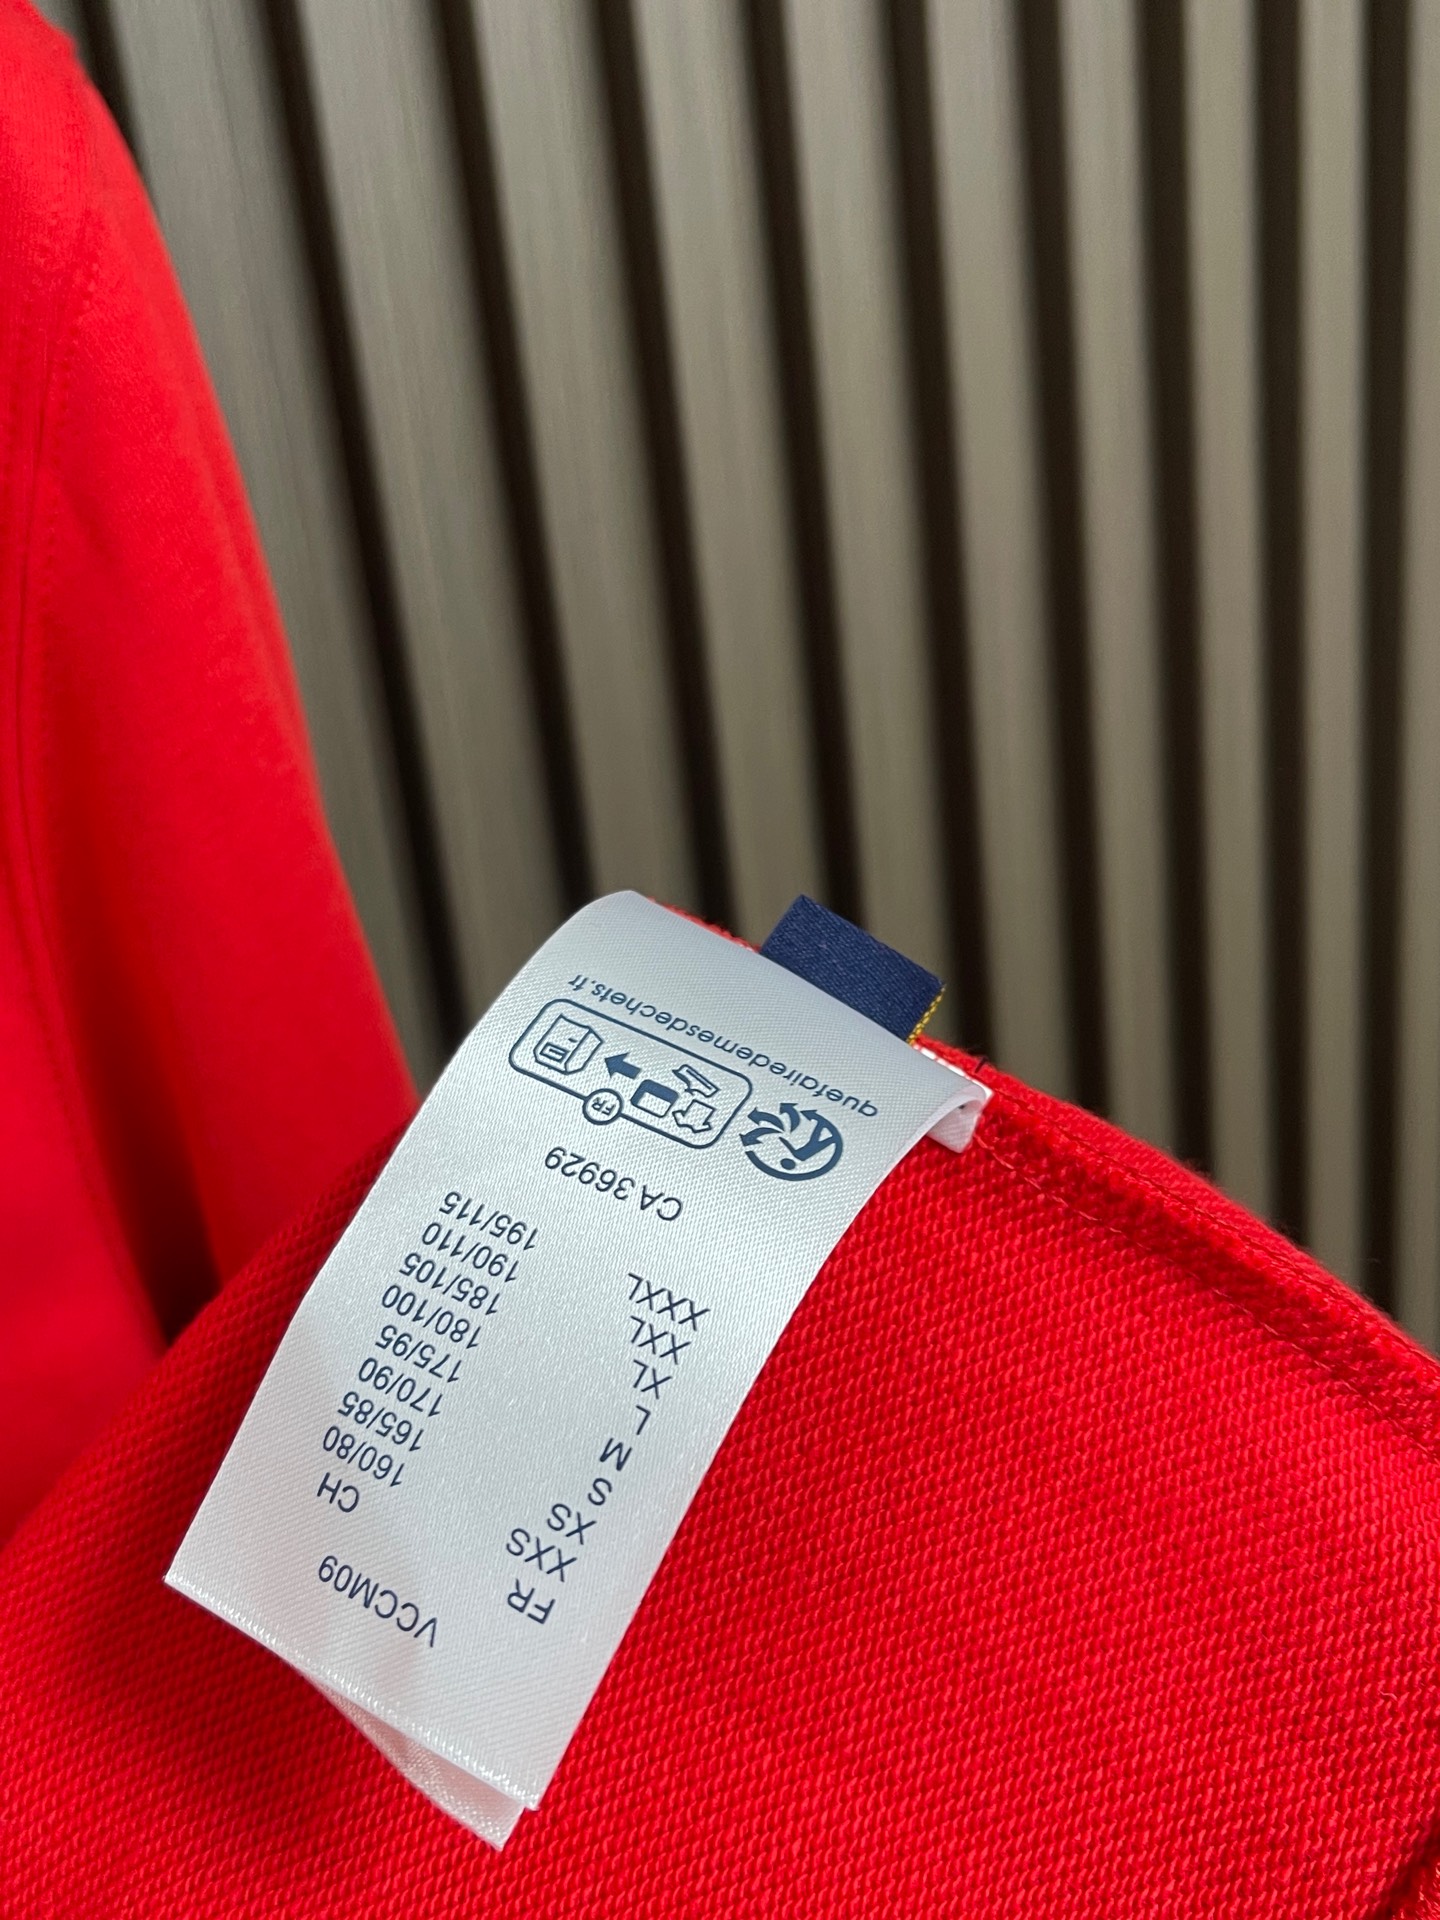 VCCM09
FR CH
XXS 160/80
XS 165/85
S 170/90
M 175/95
L 180/100
XL 185/105
XXL 190/110
XXXL 195/115
CA 36929
FR
quefairedemesdechets.fr